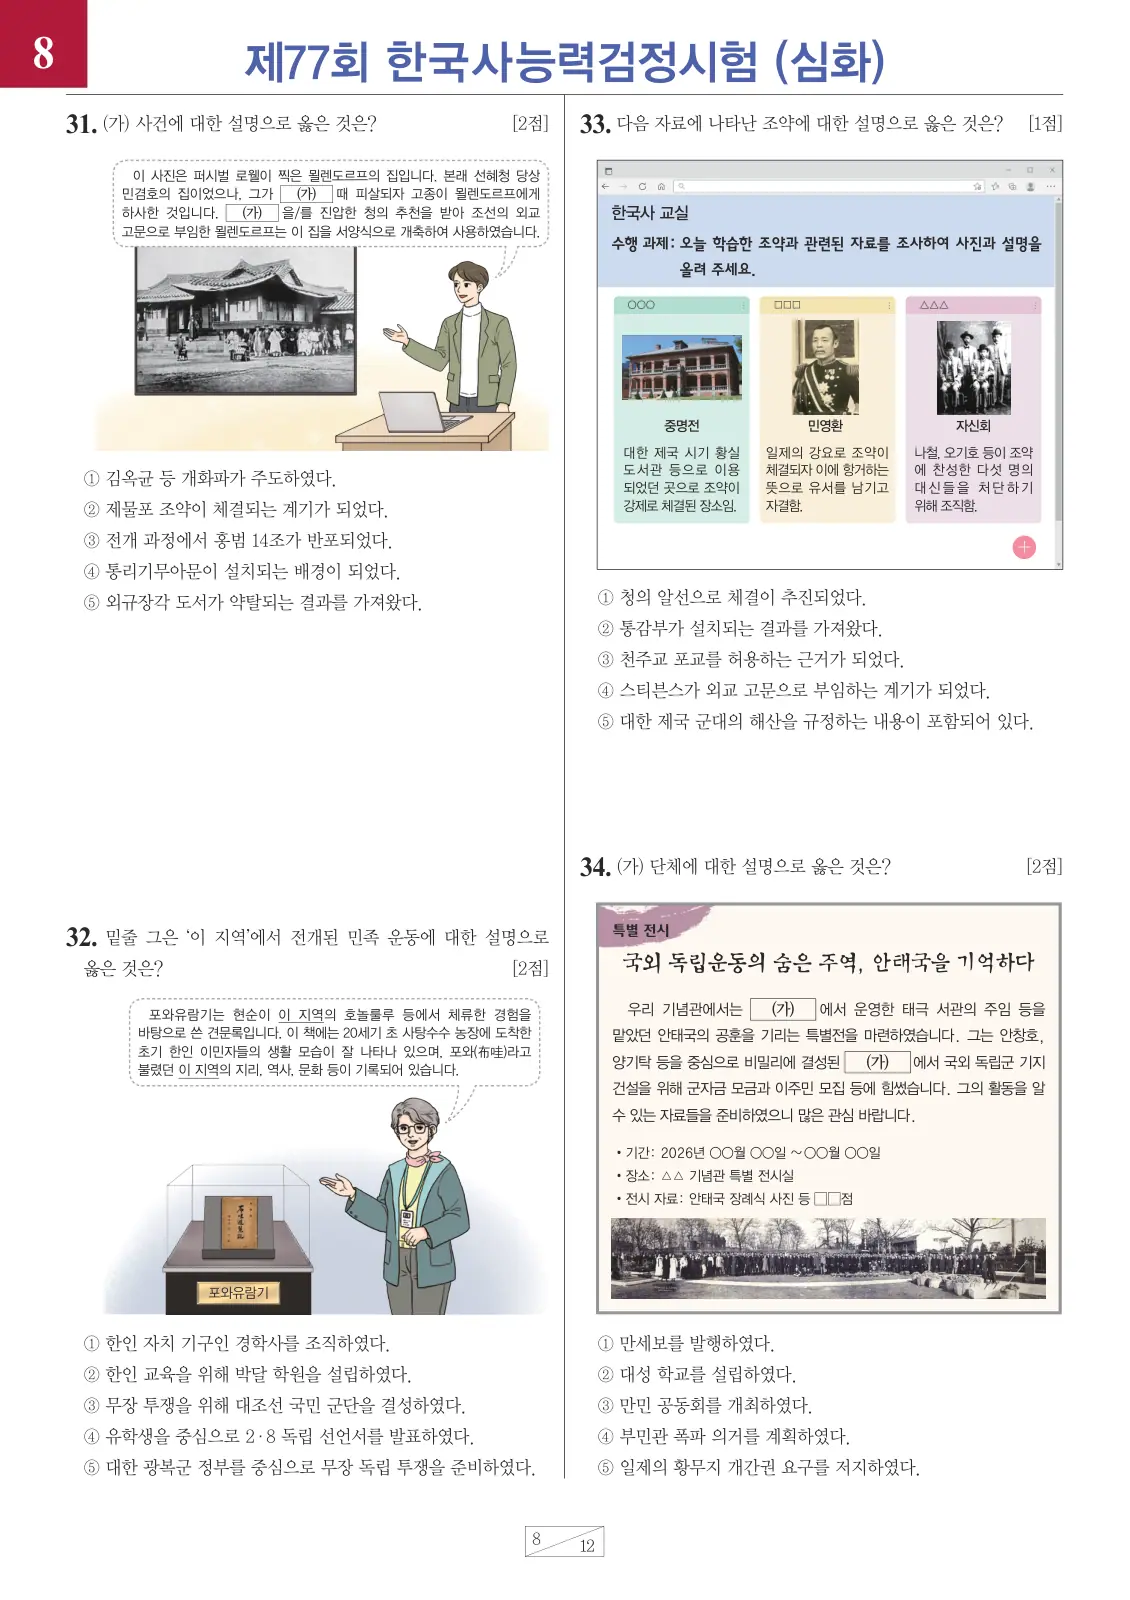 8
제77회 한국사능력검정시험 (심화)
31. (가) 사건에 대한 설명으로 옳은 것은? [2점]
이 사진은 퍼시벌 로웰이 찍은 묄렌도르프의 집입니다. 본래 선혜청 당상
민겸호의 집이었으나, 그가 (가) 때 피살되자 고종이 묄렌도르프에게
하사한 것입니다. (가) 을/를 진압한 청의 추천을 받아 조선의 외교
고문으로 부임한 묄렌도르프는 이 집을 서양식으로 개축하여 사용하였습니다.
① 김옥균 등 개화파가 주도하였다.
② 제물포 조약이 체결되는 계기가 되었다.
③ 전개 과정에서 홍범 14조가 반포되었다.
④ 통리기무아문이 설치되는 배경이 되었다.
⑤ 외규장각 도서가 약탈되는 결과를 가져왔다.
32. 밑줄 그은 ‘이 지역’에서 전개된 민족 운동에 대한 설명으로
옳은 것은? [2점]
포와유람기는 현순이 이 지역의 호놀룰루 등에서 체류한 경험을
바탕으로 쓴 견문록입니다. 이 책에는 20세기 초 사탕수수 농장에 도착한
초기 한인 이민자들의 생활 모습이 잘 나타나 있으며, 포와(布哇)라고
불렸던 이 지역의 지리, 역사, 문화 등이 기록되어 있습니다.
포와유람기
① 한인 자치 기구인 경학사를 조직하였다.
② 한인 교육을 위해 박달 학원을 설립하였다.
③ 무장 투쟁을 위해 대조선 국민 군단을 결성하였다.
④ 유학생을 중심으로 2·8 독립 선언서를 발표하였다.
⑤ 대한 광복군 정부를 중심으로 무장 독립 투쟁을 준비하였다.
33. 다음 자료에 나타난 조약에 대한 설명으로 옳은 것은? [1점]
한국사 교실
수행 과제: 오늘 학습한 조약과 관련된 자료를 조사하여 사진과 설명을
올려 주세요.
○○○
중명전
대한 제국 시기 황실
도서관 등으로 이용
되었던 곳으로 조약이
강제로 체결된 장소임.
□□□
민영환
일제의 강요로 조약이
체결되자 이에 항거하는
뜻으로 유서를 남기고
자결함.
△△△
자신회
나철, 오기호 등이 조약
에 찬성한 다섯 명의
대신들을 처단하기
위해 조직함.
① 청의 알선으로 체결이 추진되었다.
② 통감부가 설치되는 결과를 가져왔다.
③ 천주교 포교를 허용하는 근거가 되었다.
④ 스티븐스가 외교 고문으로 부임하는 계기가 되었다.
⑤ 대한 제국 군대의 해산을 규정하는 내용이 포함되어 있다.
34. (가) 단체에 대한 설명으로 옳은 것은? [2점]
특별 전시
국외 독립운동의 숨은 주역, 안태국을 기억하다
우리 기념관에서는 (가) 에서 운영한 태극 서관의 주임 등을
맡았던 안태국의 공훈을 기리는 특별전을 마련하였습니다. 그는 안창호,
양기탁 등을 중심으로 비밀리에 결성된 (가) 에서 국외 독립군 기지
건설을 위해 군자금 모금과 이주민 모집 등에 힘썼습니다. 그의 활동을 알
수 있는 자료들을 준비하였으니 많은 관심 바랍니다.
• 기간: 2026년 ○○월 ○○일 ~○○월 ○○일
• 장소: △△ 기념관 특별 전시실
• 전시 자료: 안태국 장례식 사진 등 □□점
① 만세보를 발행하였다.
② 대성 학교를 설립하였다.
③ 만민 공동회를 개최하였다.
④ 부민관 폭파 의거를 계획하였다.
⑤ 일제의 황무지 개간권 요구를 저지하였다.
8
12